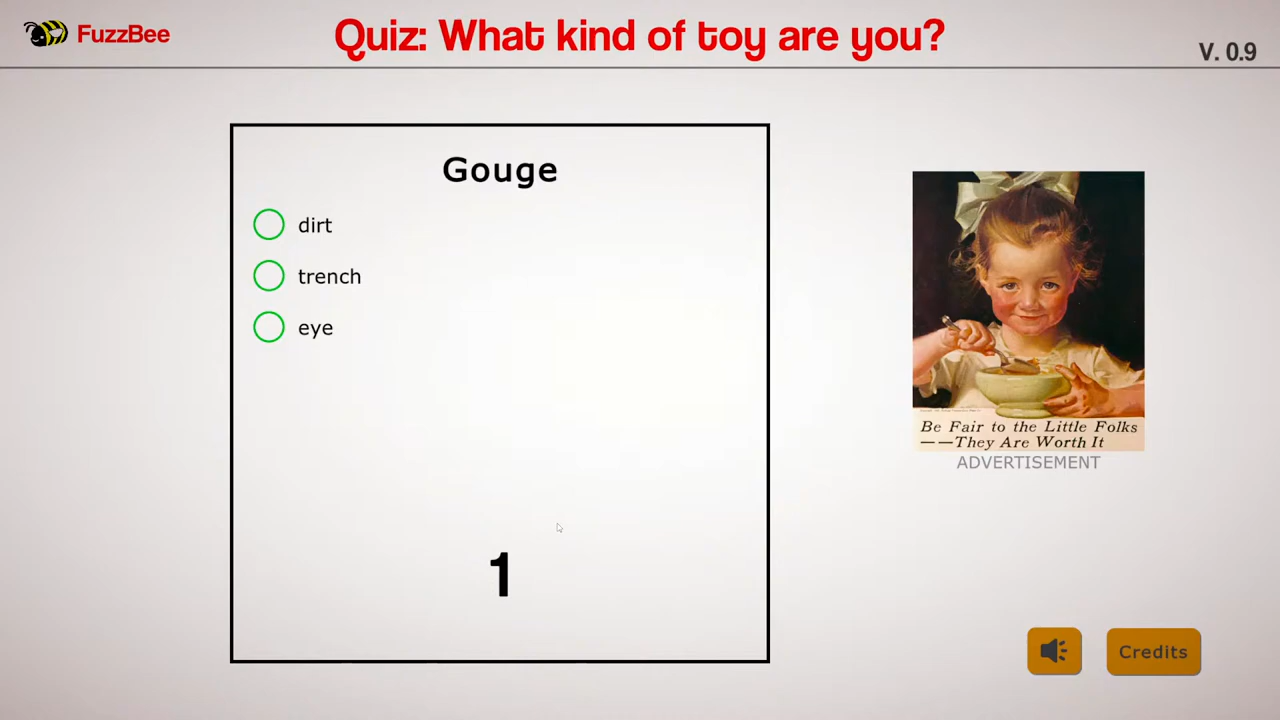 FuzzBee
Quiz: What kind of toy are you?
V. 0.9
Gouge
dirt
trench
eye
1
Be Fair to the Little Folks
——They Are Worth It
ADVERTISEMENT
Credits